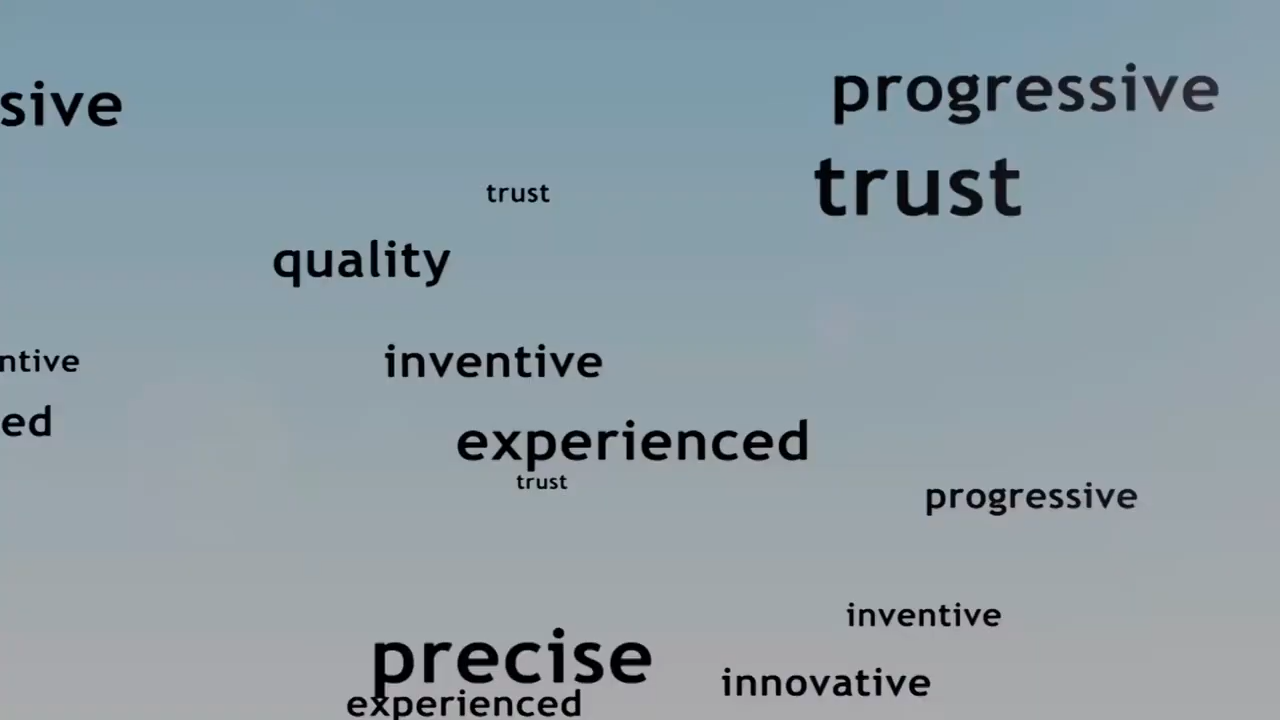 progressive
sive
trust
trust
quality
inventive
ntive
ed
experienced
trust
progressive
inventive
precise
innovative
experienced